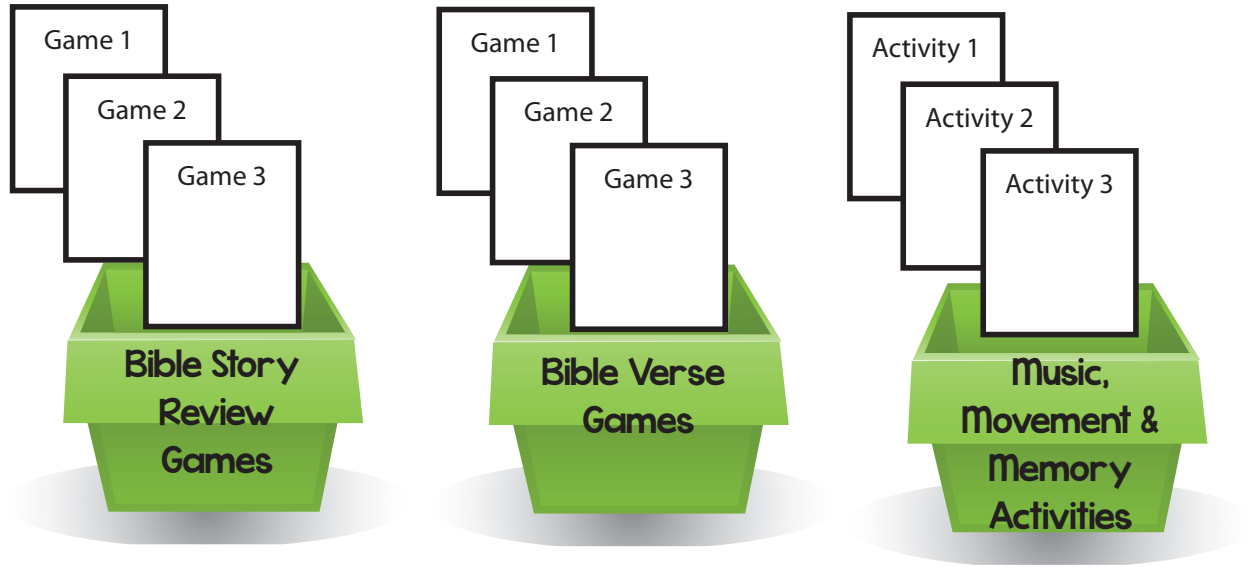 Game 1
Game 2
Game 3
Bible Story
Review
Games
Game 1
Game 2
Game 3
Bible Verse
Games
Activity 1
Activity 2
Activity 3
Music,
Movement &
Memory
Activities